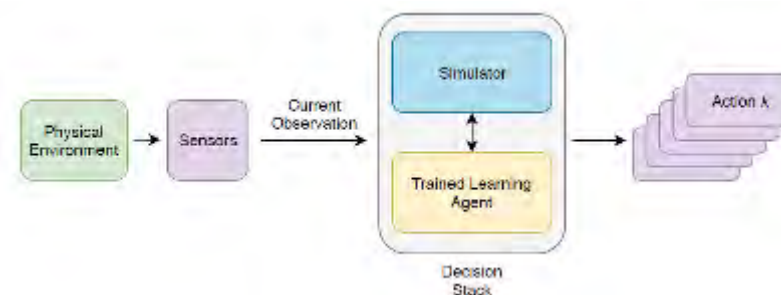 Physical
Environment
Sensors
Current
Observation
Simulator
Trained Learning
Agent
Decision
Stack
Action k